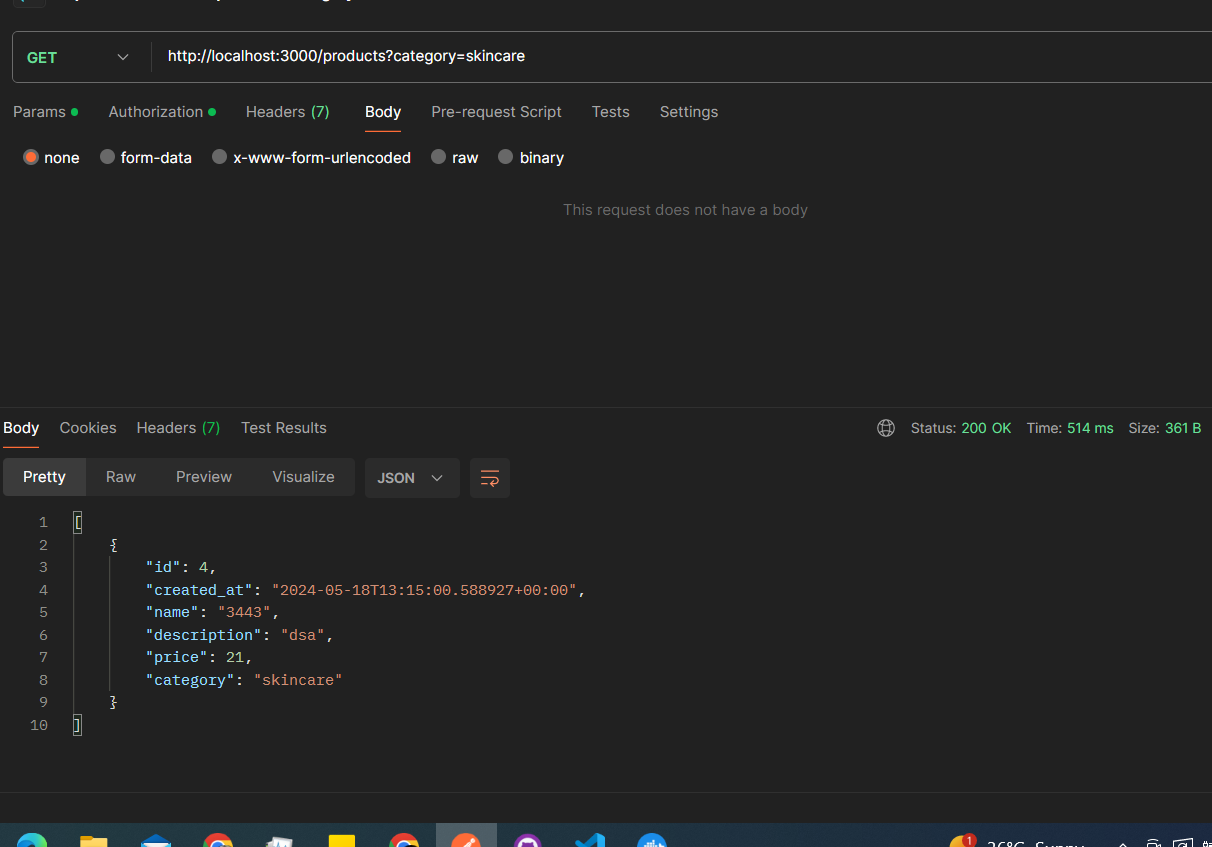 GET http://localhost:3000/products?category=skincare
Params Authorization Headers (7) Body Pre-request Script Tests Settings
none form-data x-www-form-urlencoded raw binary
This request does not have a body
Body Cookies Headers (7) Test Results Status: 200 OK Time: 514 ms Size: 361 B
Pretty Raw Preview Visualize JSON
1 [
2 {
3 "id": 4,
4 "created_at": "2024-05-18T13:15:00.588927+00:00",
5 "name": "3443",
6 "description": "dsa",
7 "price": 21,
8 "category": "skincare"
9 }
10 ]
1 Sunny